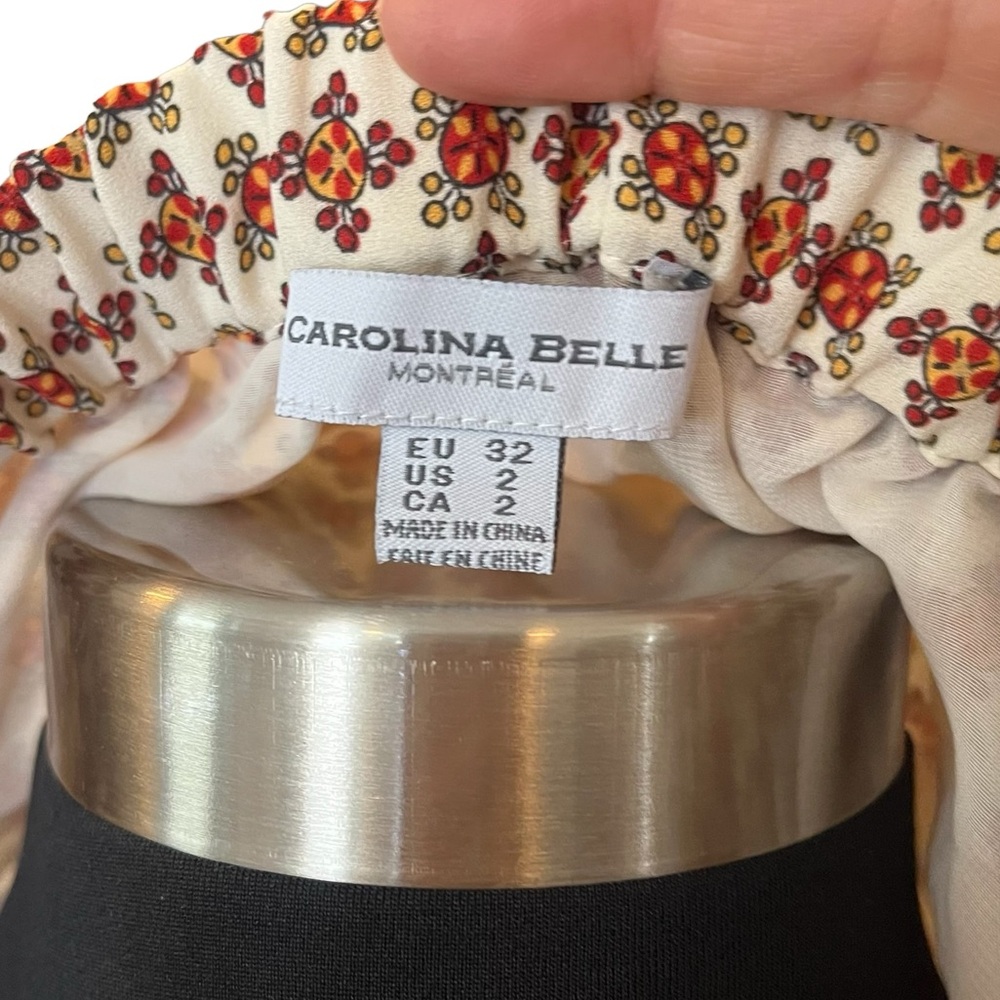 CAROLINA BELLE
MONTRÉAL
EU 32
US 2
CA 2
MADE IN CHINA
FAIT EN CHINE